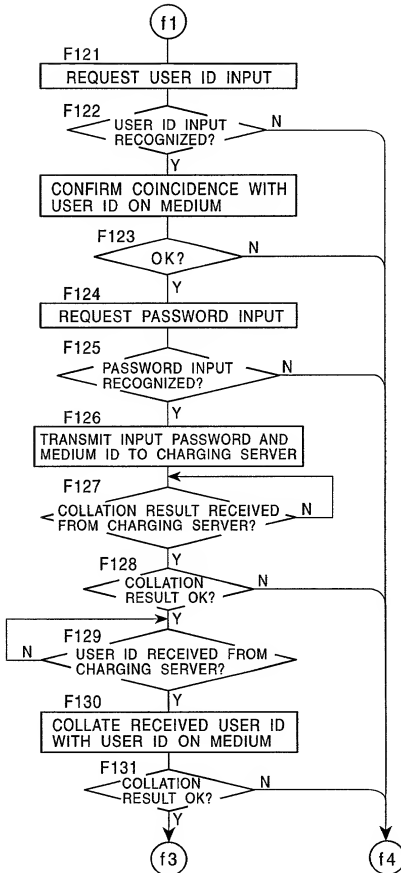 f1
F121
REQUEST USER ID INPUT
F122
USER ID INPUT
RECOGNIZED?
N
Y
CONFIRM COINCIDENCE WITH
USER ID ON MEDIUM
F123
OK?
N
Y
F124
REQUEST PASSWORD INPUT
F125
PASSWORD INPUT
RECOGNIZED?
N
Y
F126
TRANSMIT INPUT PASSWORD AND
MEDIUM ID TO CHARGING SERVER
F127
COLLATION RESULT RECEIVED
FROM CHARGING SERVER?
N
Y
F128
COLLATION
RESULT OK?
N
Y
F129
USER ID RECEIVED FROM
CHARGING SERVER?
N
Y
F130
COLLATE RECEIVED USER ID
WITH USER ID ON MEDIUM
F131
COLLATION
RESULT OK?
N
Y
f3
f4